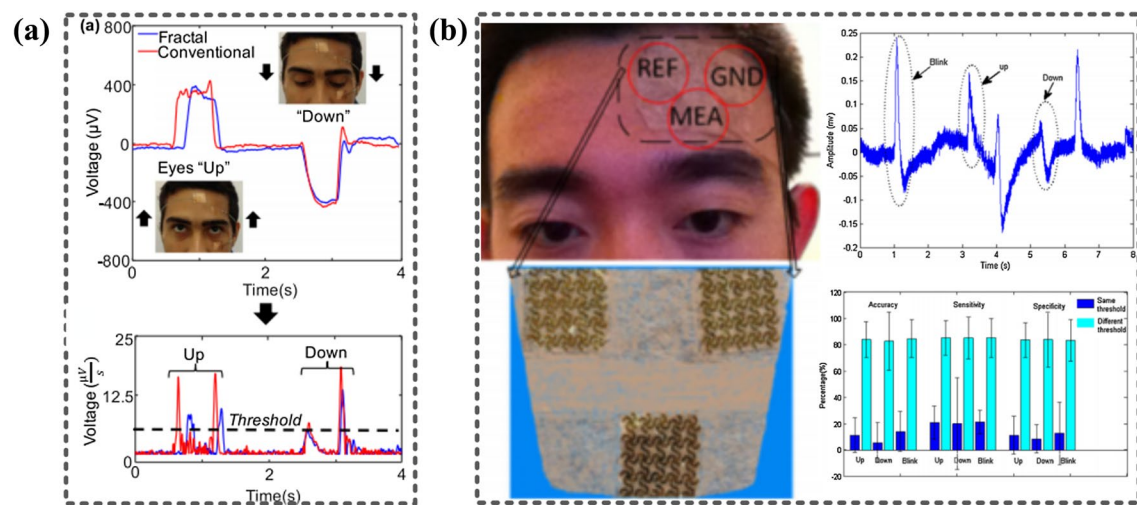 (a)
(a)
800
400
0
-400
-800
Voltage (µV)
Fractal
Conventional
"Down"
Eyes "Up"
0
2
4
Time(s)
25
12.5
0
Voltage (µV/s)
Up
Down
Threshold
0
2
4
Time(s)
(b)
REF
GND
MEA
0.25
0.2
0.15
0.1
0.05
0
-0.05
-0.1
-0.15
-0.2
Amplitude (mv)
Blink
up
Down
0 1 2 3 4 5 6 7 8
Time (s)
120
100
80
60
40
20
0
-20
Percentage(%)
Accuracy
Sensitivity
Specificity
Same
threshold
Different
threshold
Up Down Blink Up Down Blink Up Down Blink